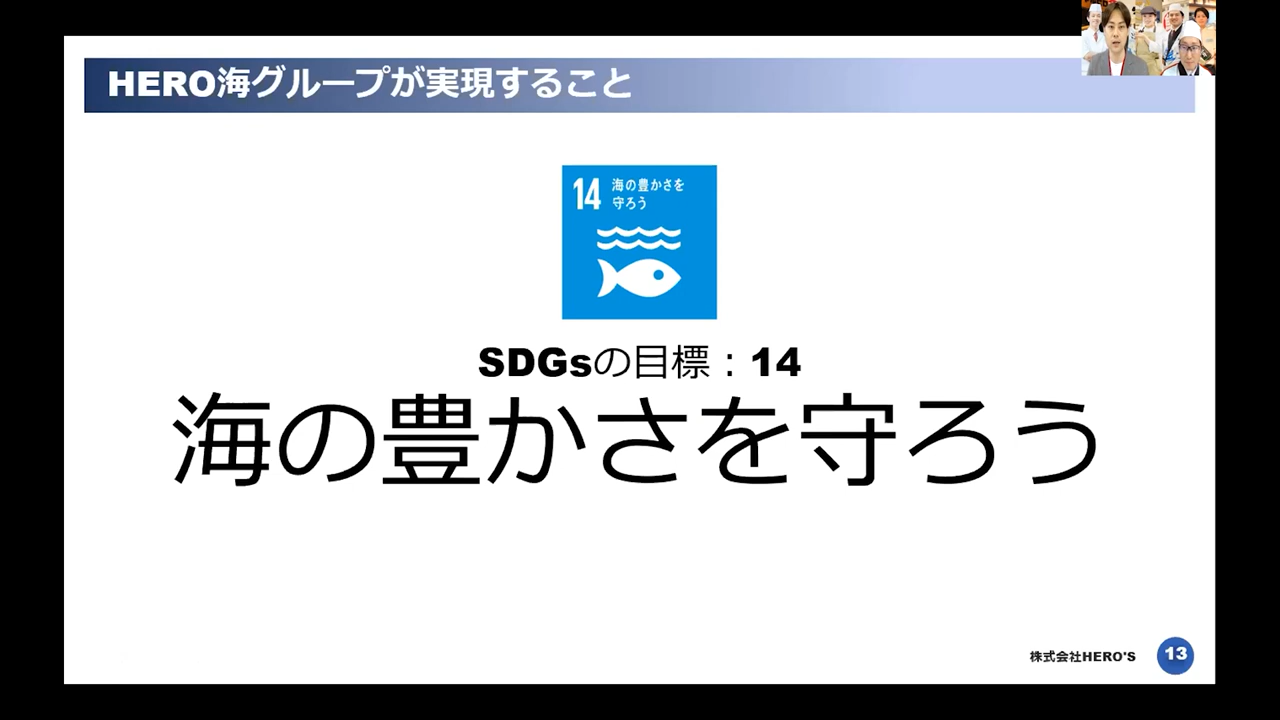 HERO海グループが実現すること
14 海の豊かさを
守ろう
SDGsの目標：14
海の豊かさを守ろう
株式会社HERO'S 13